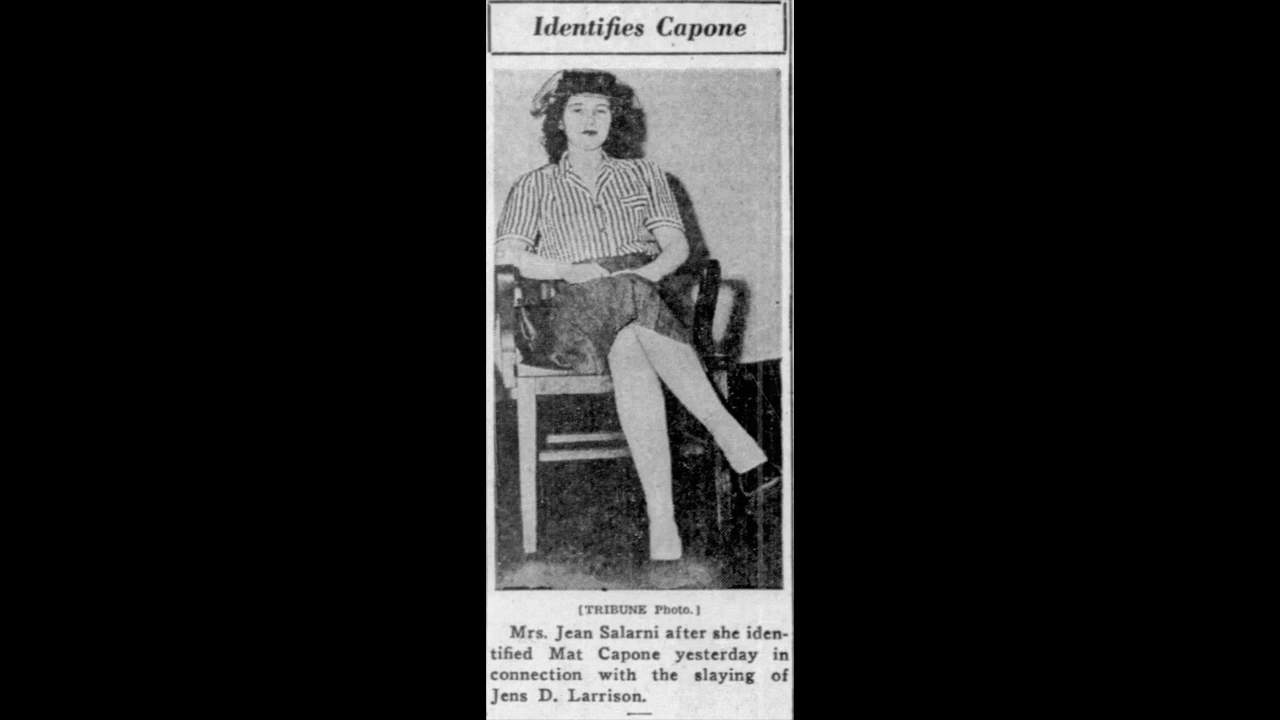 Identifies Capone
[TRIBUNE Photo.]
Mrs. Jean Salarni after she iden-
tified Mat Capone yesterday in
connection with the slaying of
Jens D. Larrison.